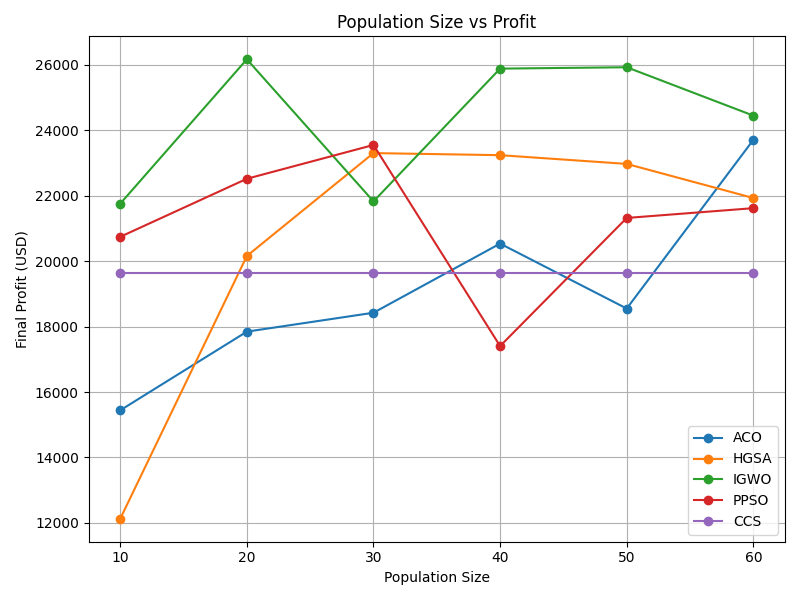 Population Size vs Profit
Final Profit (USD)
26000
24000
22000
20000
18000
16000
14000
12000
10 20 30 40 50 60
Population Size
ACO
HGSA
IGWO
PPSO
CCS